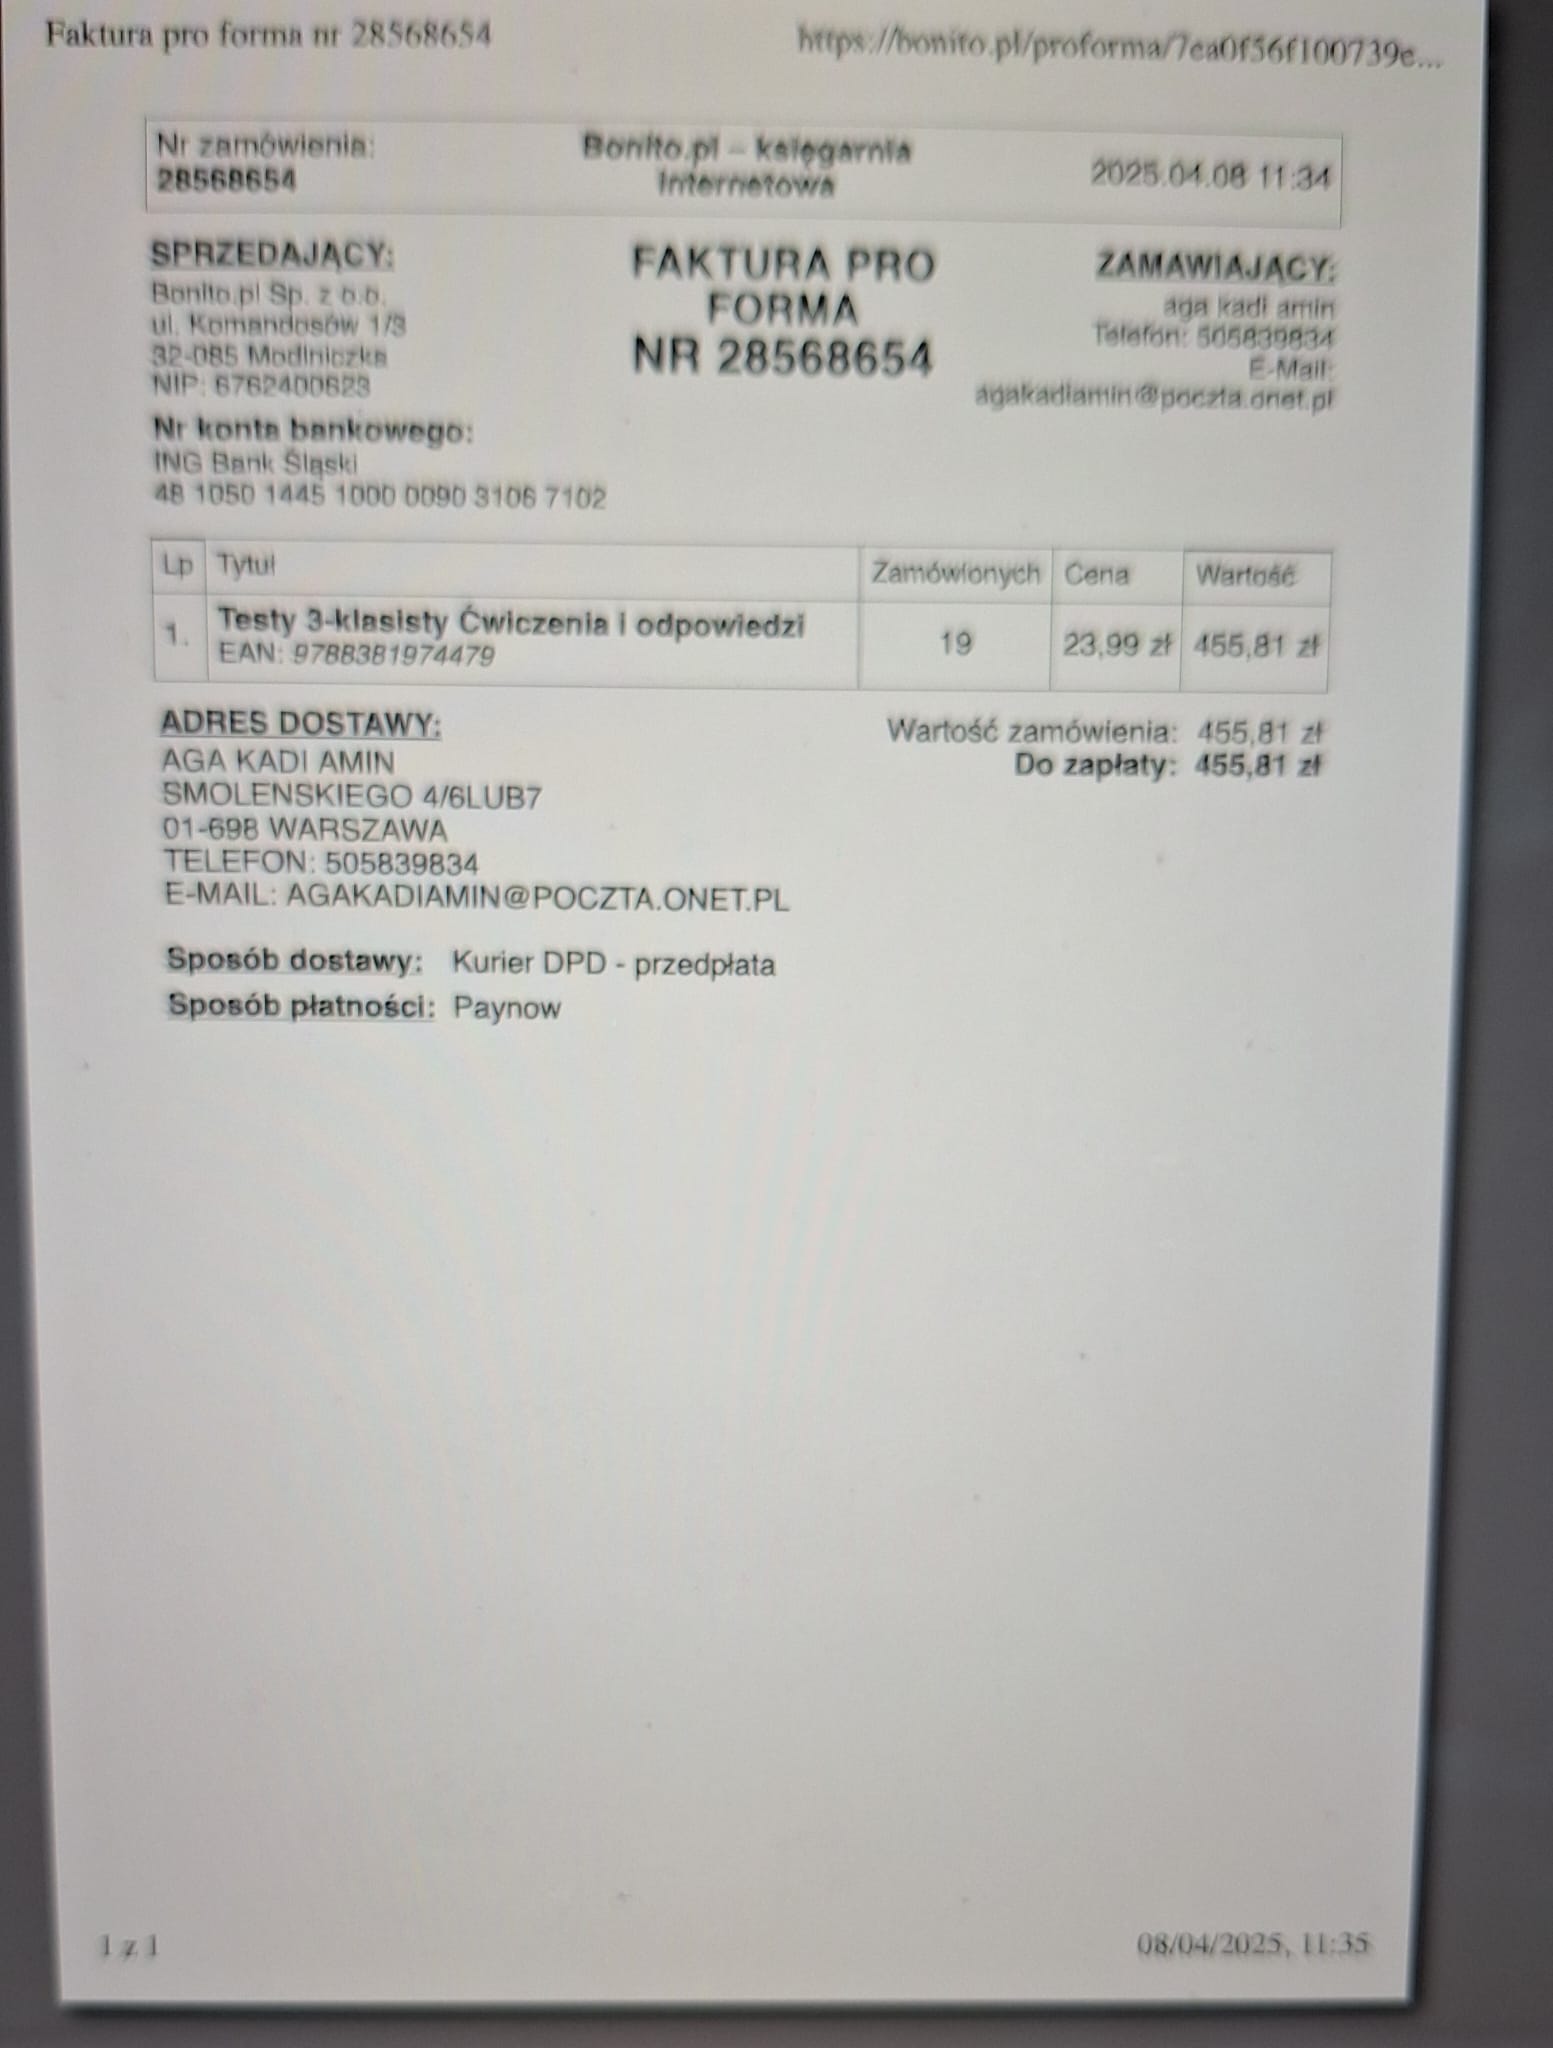 Faktura pro forma nr 28568654
https://bonito.pl/proforma/7ea0f56f100739e...
Nr zamówienia:
28568654
Bonito.pl – księgarnia
internetowa
2025.04.08 11:34
SPRZEDAJĄCY:
Bonito.pl Sp. z o.o.
ul. Komandosów 1/3
32-085 Modlniczka
NIP: 6762400623
Nr konta bankowego:
ING Bank Śląski
48 1050 1445 1000 0090 3106 7102
FAKTURA PRO
FORMA
NR 28568654
ZAMAWIAJĄCY:
aga kadi amin
Telefon: 505839834
E-Mail:
agakadiamin@poczta.onet.pl
Lp Tytuł Zamówionych Cena Wartość
1. Testy 3-klasisty Ćwiczenia i odpowiedzi 19 23,99 zł 455,81 zł
EAN: 9788381974479
Wartość zamówienia: 455,81 zł
Do zapłaty: 455,81 zł
ADRES DOSTAWY:
AGA KADI AMIN
SMOLENSKIEGO 4/6LUB7
01-698 WARSZAWA
TELEFON: 505839834
E-MAIL: AGAKADIAMIN@POCZTA.ONET.PL
Sposób dostawy: Kurier DPD - przedpłata
Sposób płatności: Paynow
1 z 1
08/04/2025, 11:35